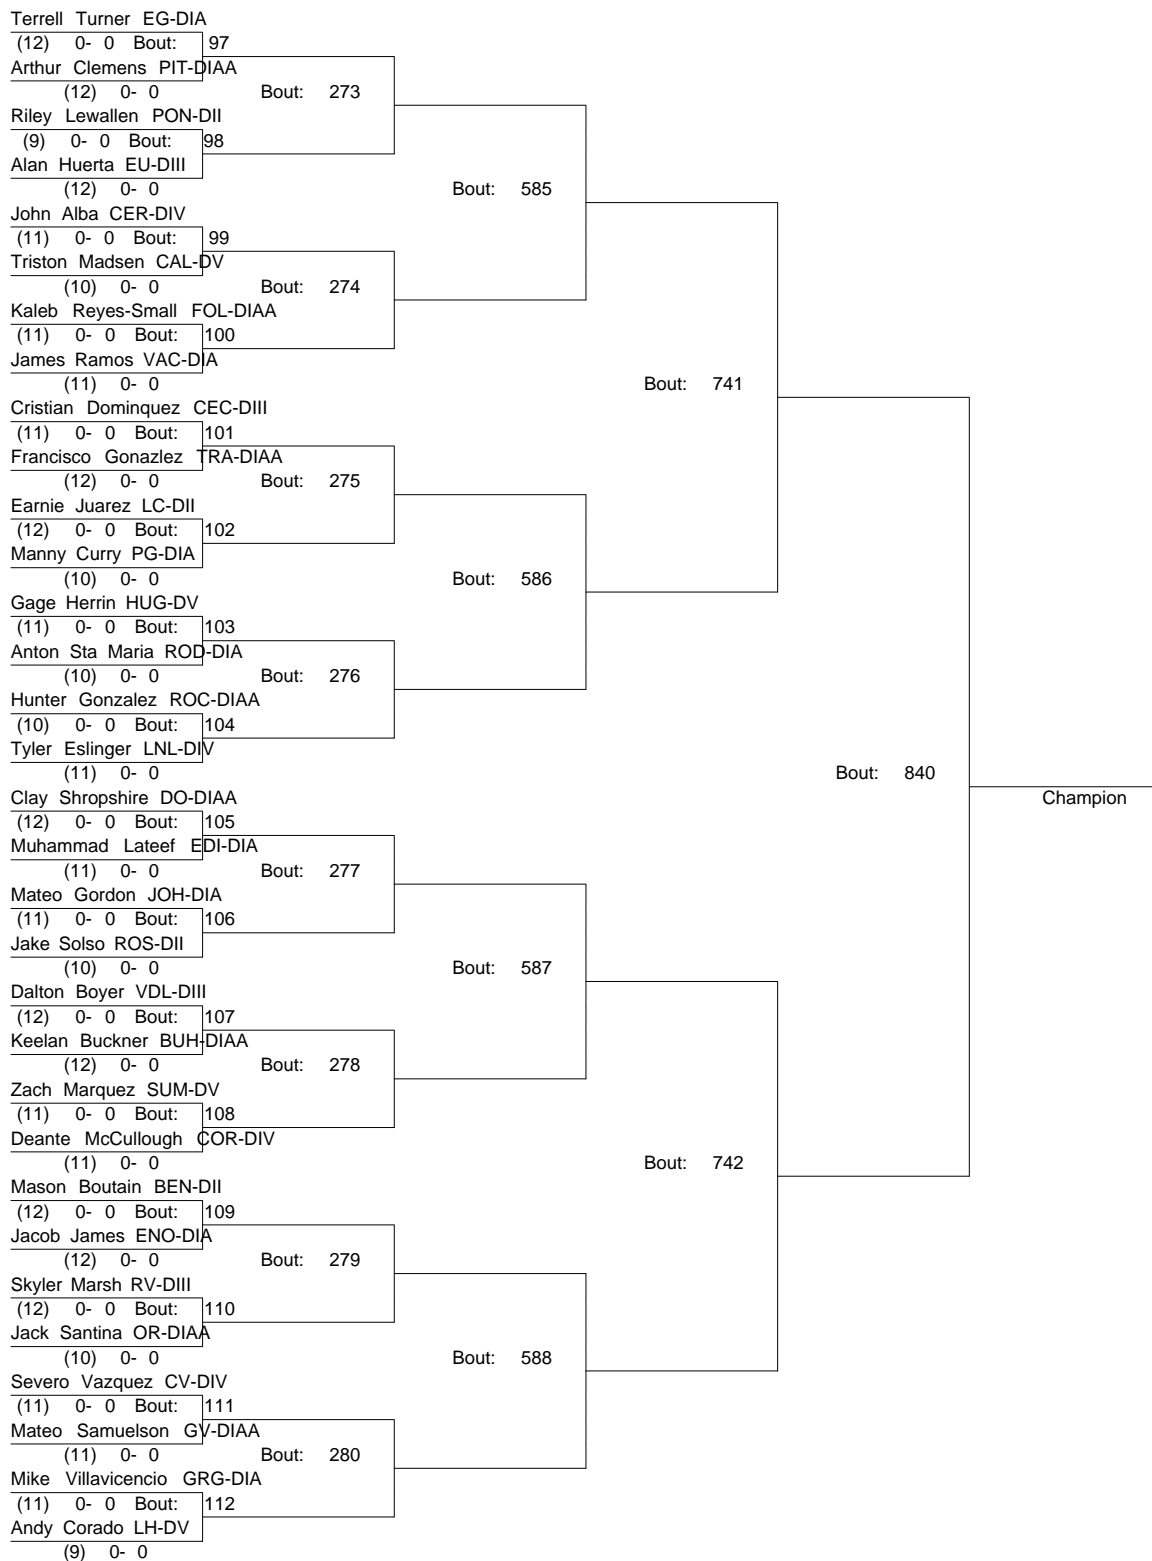 Terrell Turner EG-DIA
(12) 0- 0 Bout: 97
Arthur Clemens PIT-DIAA
(12) 0- 0 Bout: 273
Riley Lewallen PON-DII
(9) 0- 0 Bout: 98
Alan Huerta EU-DIII
(12) 0- 0 Bout: 585
John Alba CER-DIV
(11) 0- 0 Bout: 99
Triston Madsen CAL-DV
(10) 0- 0 Bout: 274
Kaleb Reyes-Small FOL-DIAA
(11) 0- 0 Bout: 100
James Ramos VAC-DIA
(11) 0- 0 Bout: 741
Cristian Dominquez CEC-DIII
(11) 0- 0 Bout: 101
Francisco Gonazlez TRA-DIAA
(12) 0- 0 Bout: 275
Earnie Juarez LC-DII
(12) 0- 0 Bout: 102
Manny Curry PG-DIA
(10) 0- 0 Bout: 586
Gage Herrin HUG-DV
(11) 0- 0 Bout: 103
Anton Sta Maria ROD-DIA
(10) 0- 0 Bout: 276
Hunter Gonzalez ROC-DIAA
(10) 0- 0 Bout: 104
Tyler Eslinger LNL-DIV
(11) 0- 0 Bout: 840
Clay Shropshire DO-DIAA Champion
(12) 0- 0 Bout: 105
Muhammad Lateef EDI-DIA
(11) 0- 0 Bout: 277
Mateo Gordon JOH-DIA
(11) 0- 0 Bout: 106
Jake Solso ROS-DII
(10) 0- 0 Bout: 587
Dalton Boyer VDL-DIII
(12) 0- 0 Bout: 107
Keelan Buckner BUH-DIAA
(12) 0- 0 Bout: 278
Zach Marquez SUM-DV
(11) 0- 0 Bout: 108
Deante McCullough COR-DIV
(11) 0- 0 Bout: 742
Mason Boutain BEN-DII
(12) 0- 0 Bout: 109
Jacob James ENO-DIA
(12) 0- 0 Bout: 279
Skyler Marsh RV-DIII
(12) 0- 0 Bout: 110
Jack Santina OR-DIAA
(10) 0- 0 Bout: 588
Severo Vazquez CV-DIV
(11) 0- 0 Bout: 111
Mateo Samuelson GV-DIAA
(11) 0- 0 Bout: 280
Mike Villavicencio GRG-DIA
(11) 0- 0 Bout: 112
Andy Corado LH-DV
(9) 0- 0